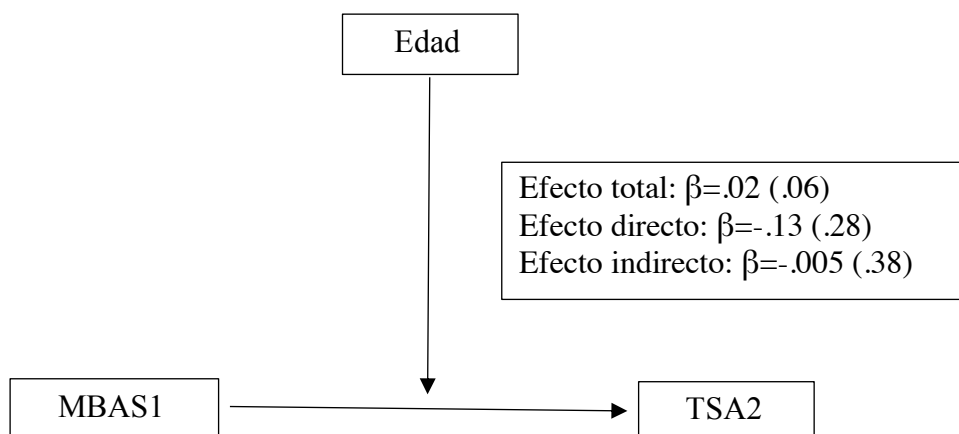 Edad
Efecto total: β=.02 (.06)
Efecto directo: β=-.13 (.28)
Efecto indirecto: β=-.005 (.38)
MBAS1
TSA2